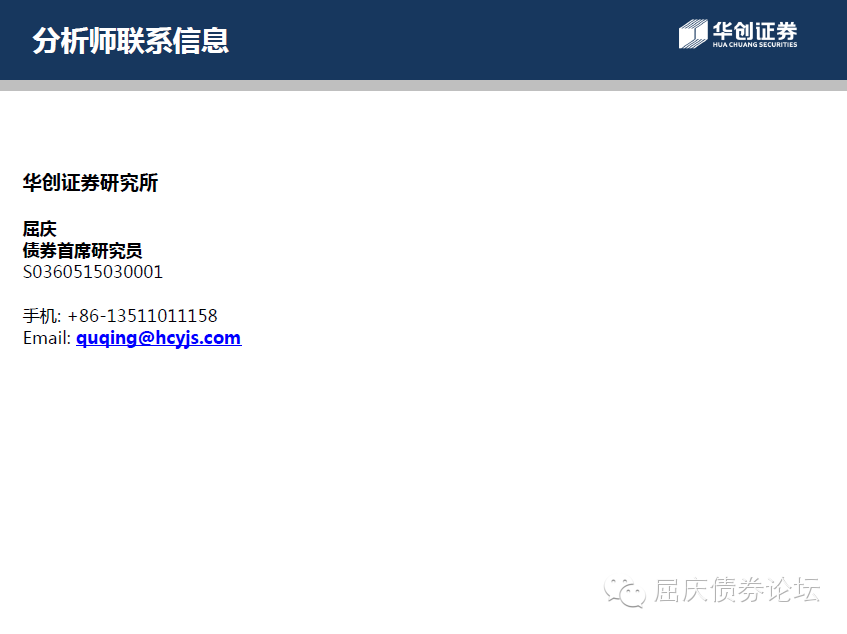 分析师联系信息
华创证券
HUA CHUANG SECURITIES
华创证券研究所
屈庆
债券首席研究员
S0360515030001
手机: +86-13511011158
Email: quqing@hcyjs.com
屈庆债券论坛